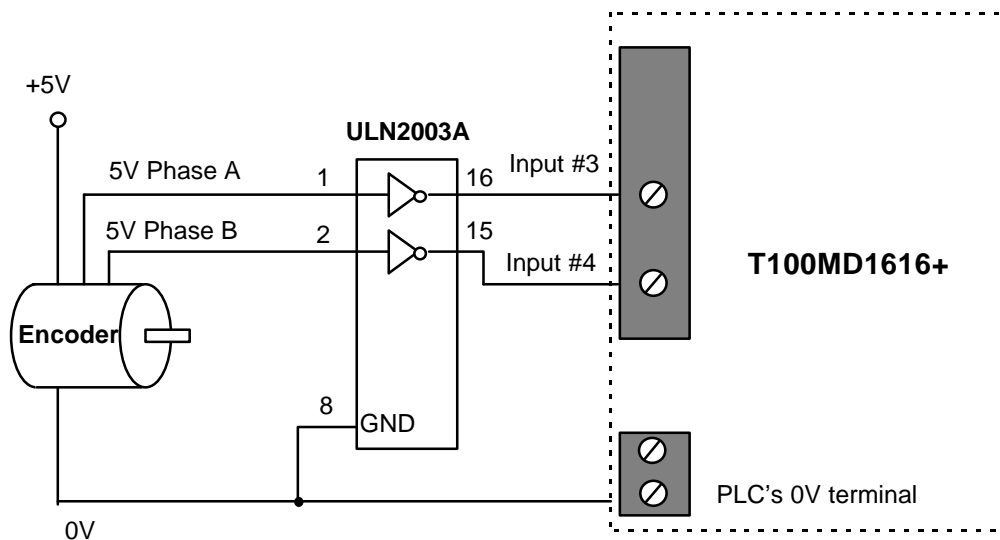 +5V
ULN2003A
5V Phase A
1
16
Input #3
5V Phase B
2
15
Input #4
T100MD1616+
Encoder
8
GND
PLC's 0V terminal
0V